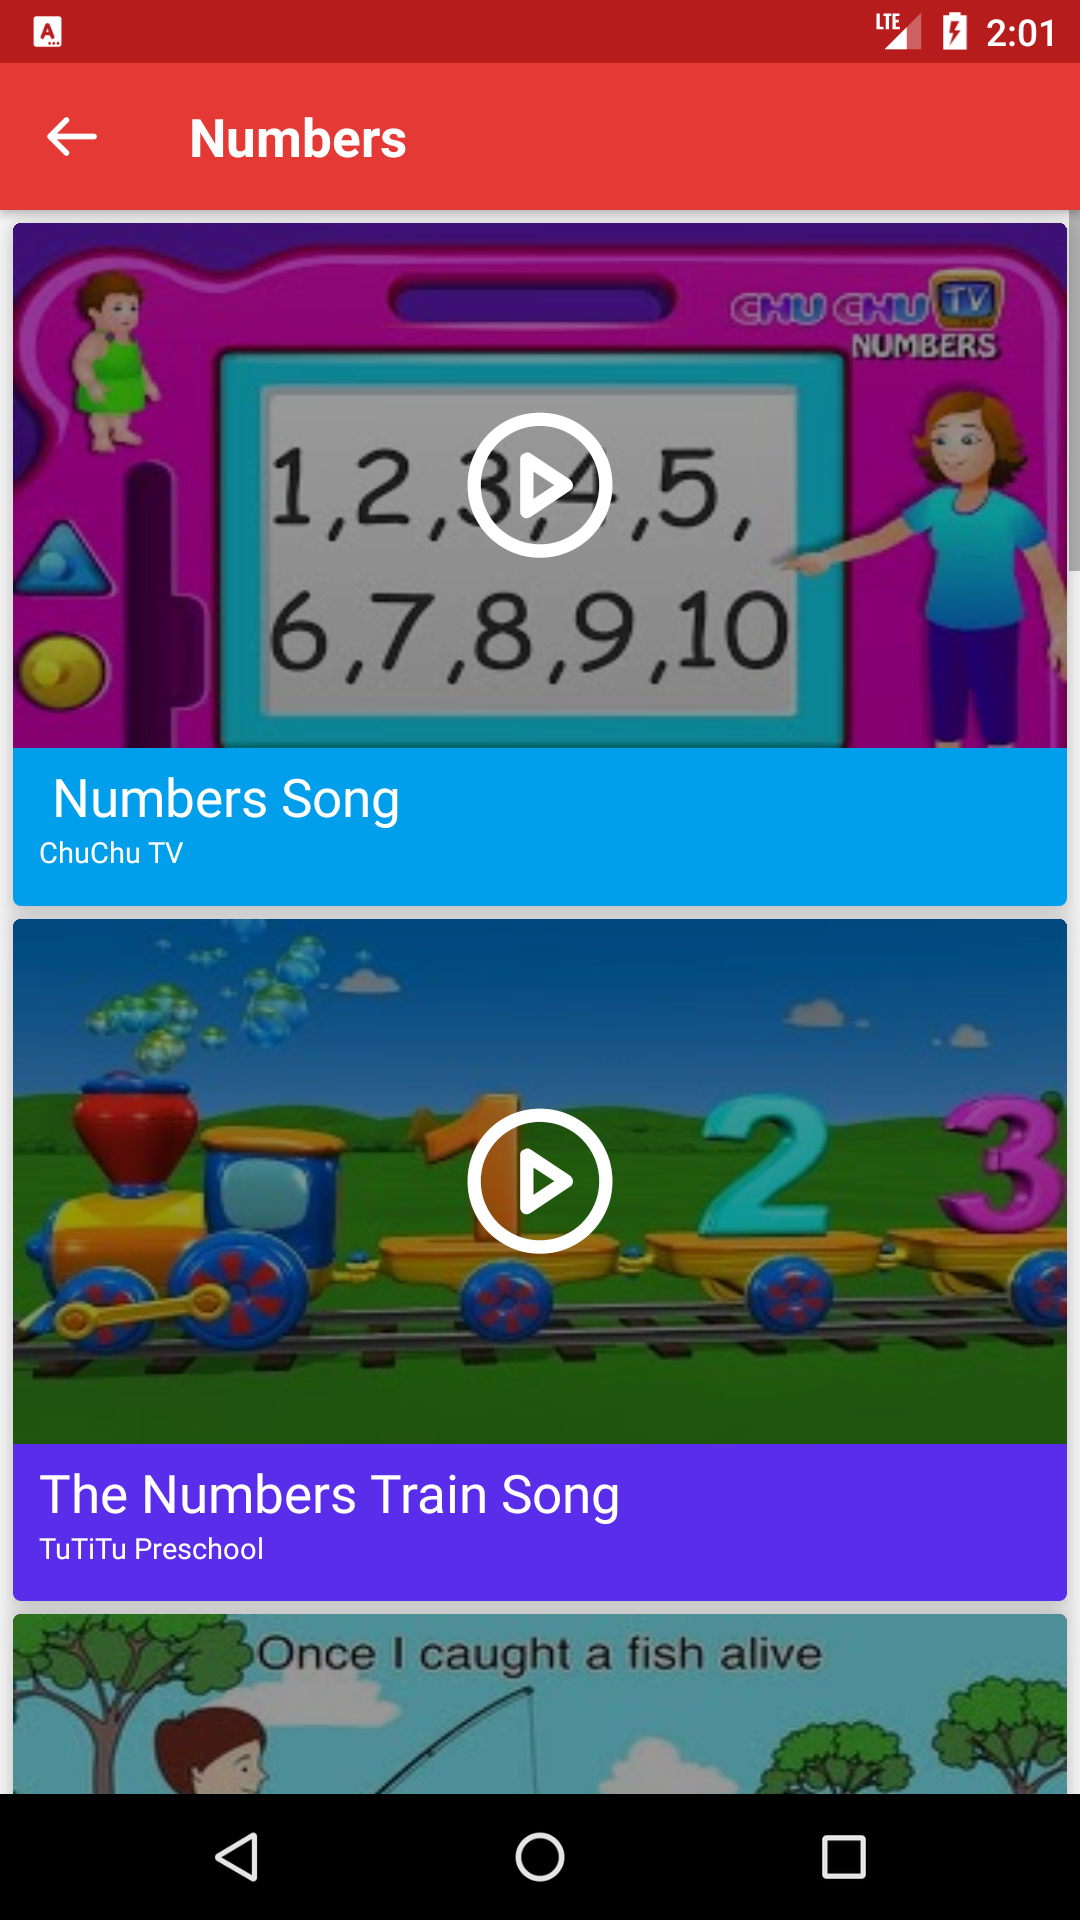 A
LTE
2:01
Numbers
CHU CHU TV
NUMBERS
1,2,3,4,5,
6,7,8,9,10
Numbers Song
ChuChu TV
1 2 3
The Numbers Train Song
TuTiTu Preschool
Once I caught a fish alive